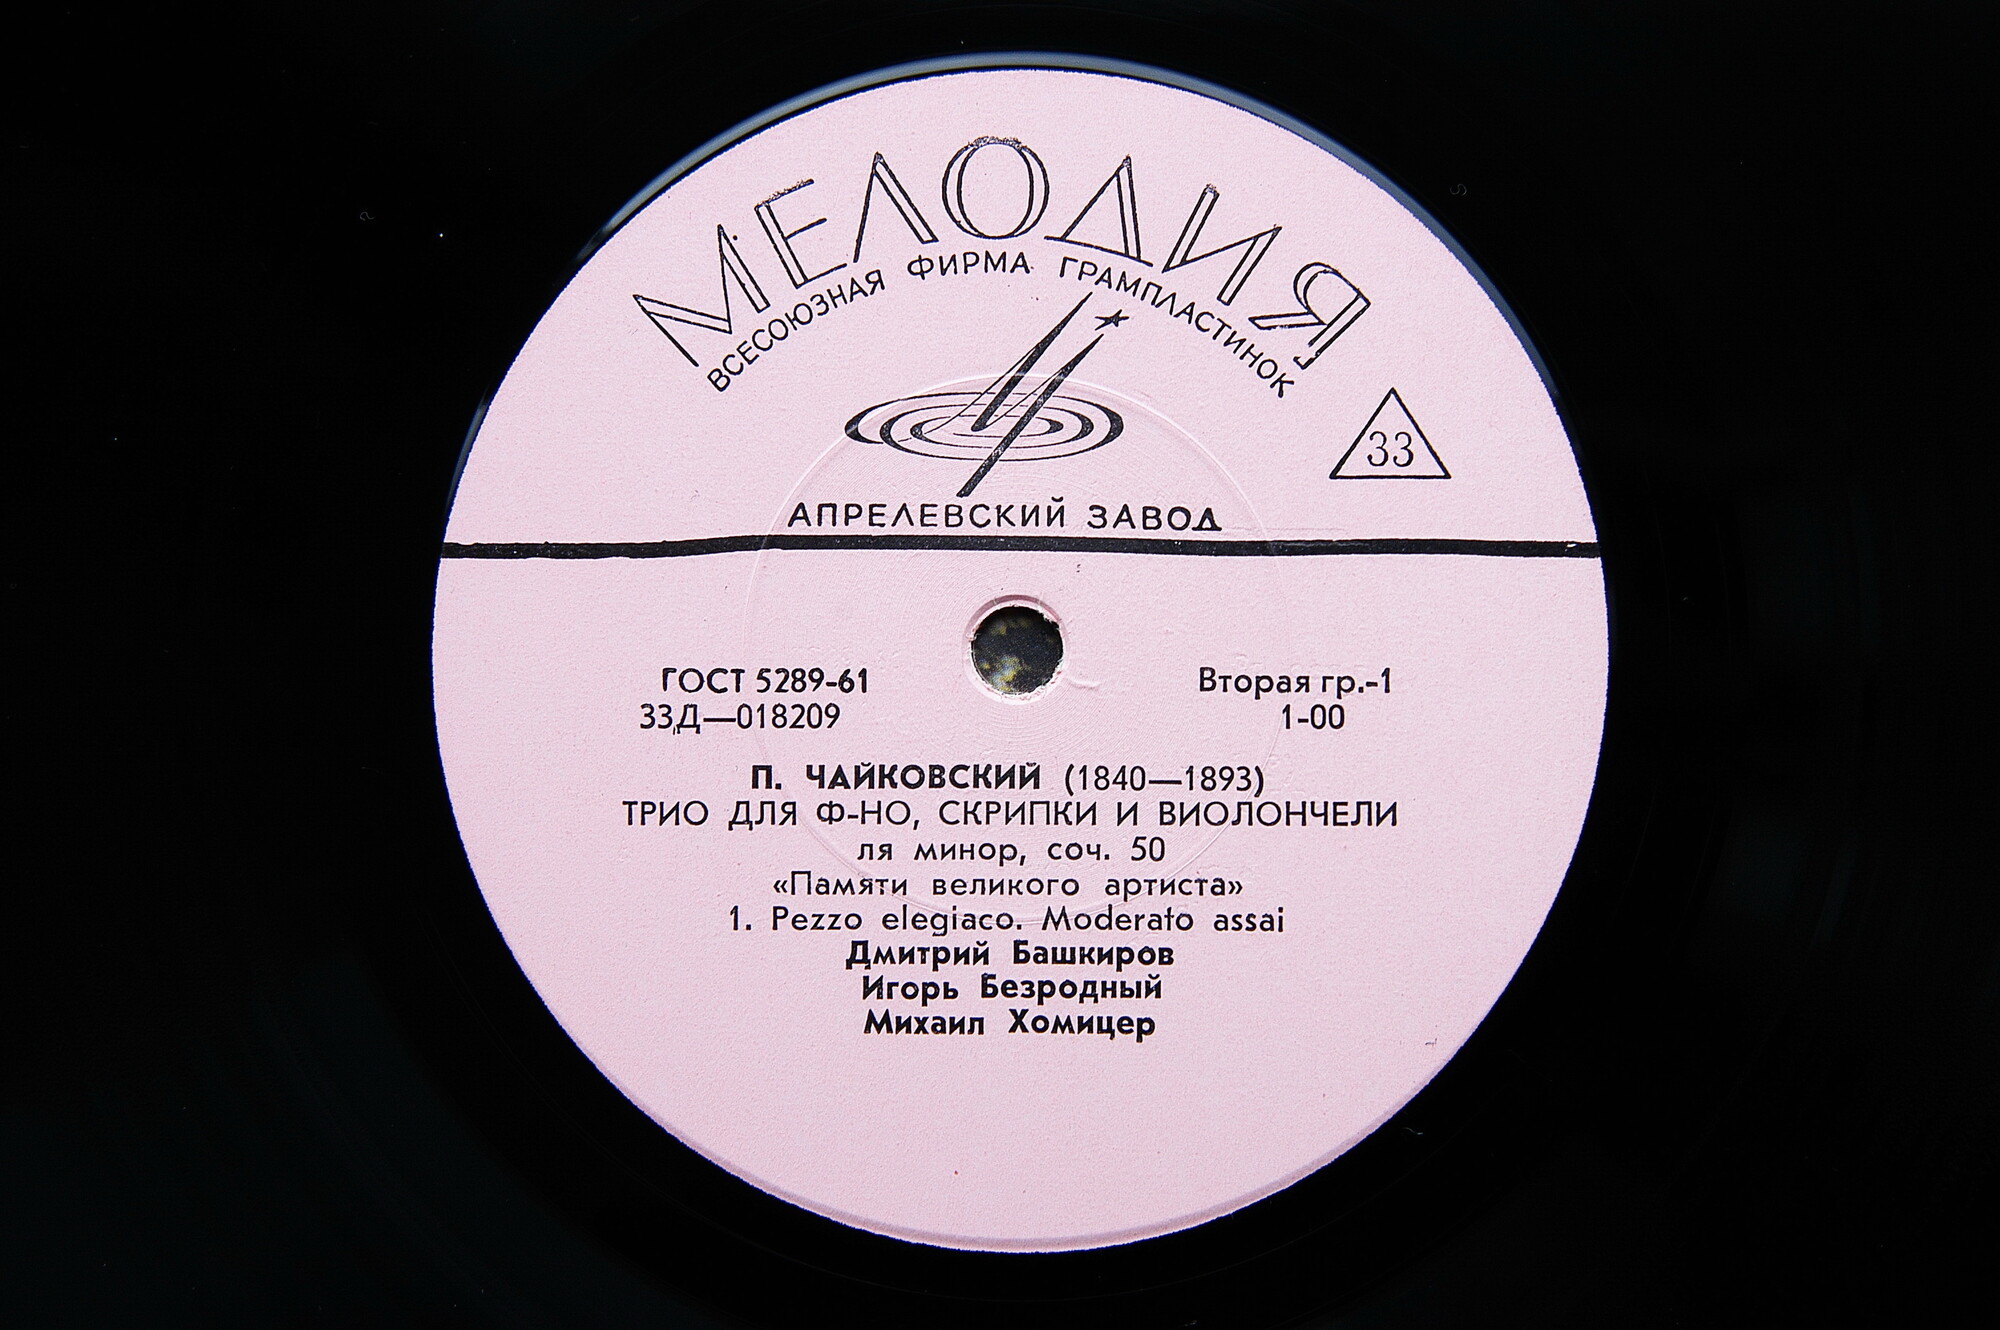 МЕЛОДИЯ
ВСЕСОЮЗНАЯ ФИРМА ГРАМПЛАСТИНОК
33
АПРЕЛЕВСКИЙ ЗАВОД
ГОСТ 5289-61
Вторая гр.-1
33Д—018209
1-00
П. ЧАЙКОВСКИЙ (1840—1893)
ТРИО ДЛЯ Ф-НО, СКРИПКИ И ВИОЛОНЧЕЛИ
ля минор, соч. 50
«Памяти великого артиста»
1. Pezzo elegiaco. Moderato assai
Дмитрий Башкиров
Игорь Безродный
Михаил Хомицер